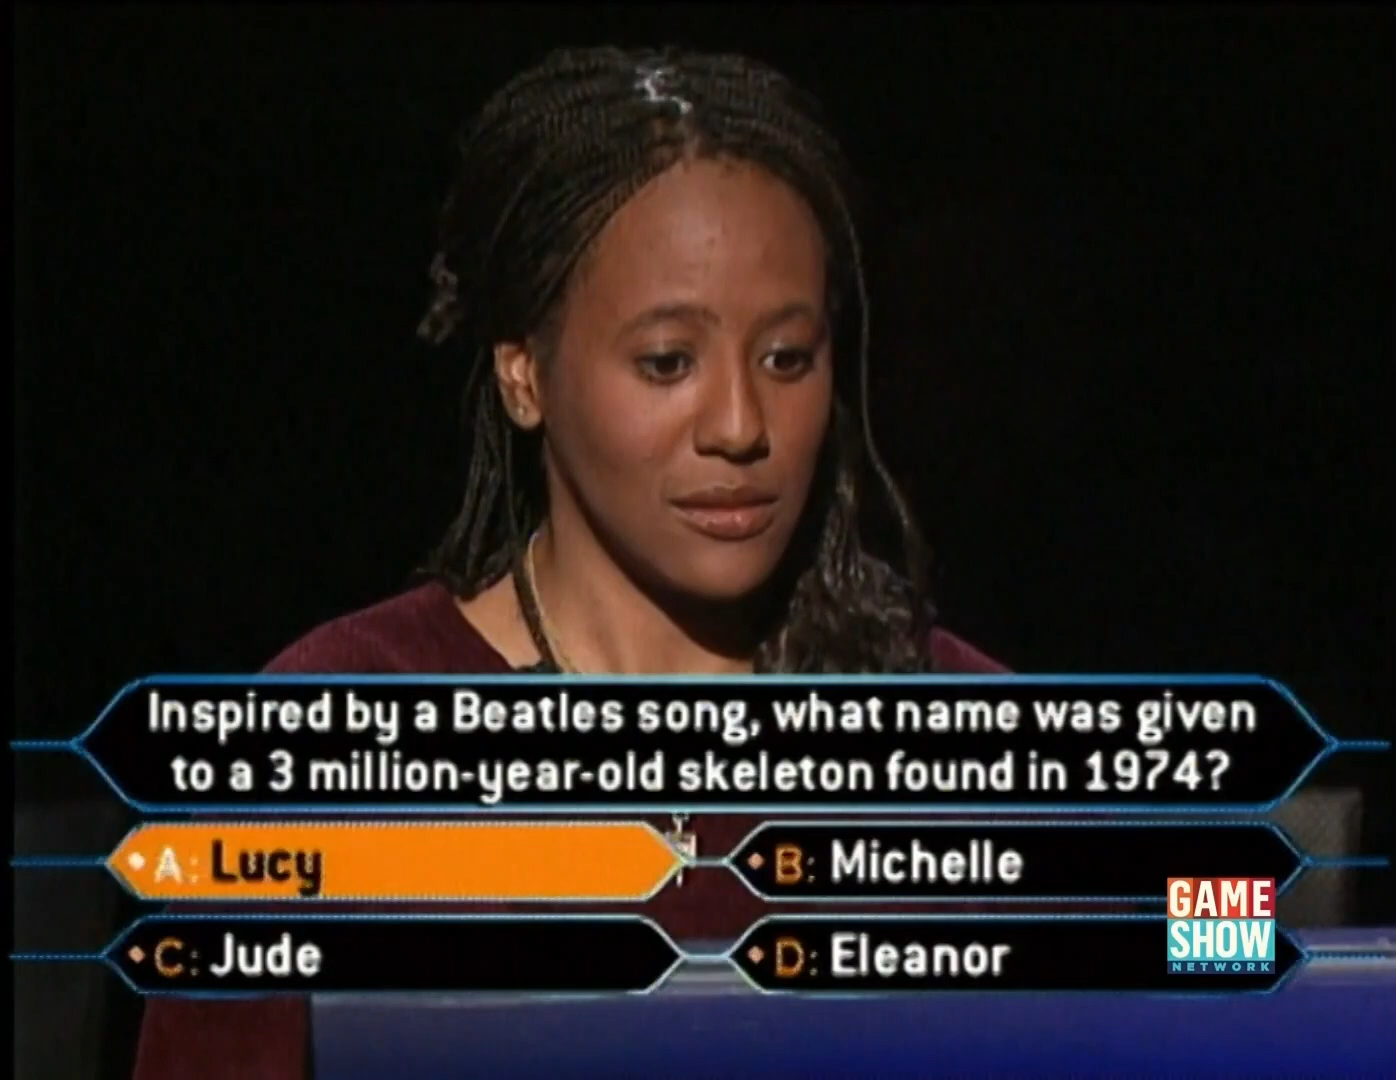 Inspired by a Beatles song, what name was given
to a 3 million-year-old skeleton found in 1974?
A: Lucy
B: Michelle
C: Jude
D: Eleanor
GAME
SHOW
NETWORK